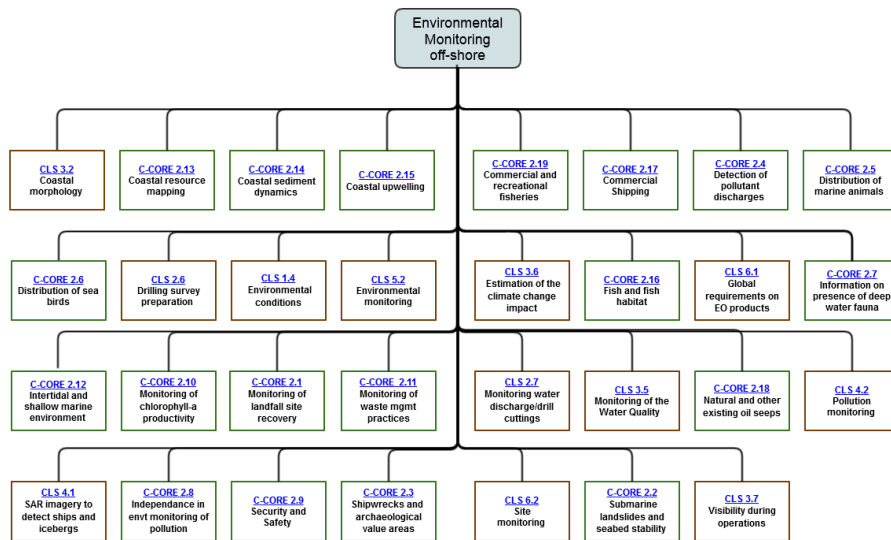 Environmental
Monitoring
off-shore
CLS 3.2
Coastal
morphology
C-CORE 2.13
Coastal resource
mapping
C-CORE 2.14
Coastal sediment
dynamics
C-CORE 2.15
Coastal upwelling
C-CORE 2.19
Commercial and
recreational
fisheries
C-CORE 2.17
Commercial
Shipping
C-CORE 2.4
Detection of
pollutant
discharges
C-CORE 2.5
Distribution of
marine animals
C-CORE 2.6
Distribution of sea
birds
CLS 2.6
Drilling survey
preparation
CLS 1.4
Environmental
conditions
CLS 5.2
Environmental
monitoring
CLS 3.6
Estimation of the
climate change
impact
C-CORE 2.16
Fish and fish
habitat
CLS 6.1
Global
requirements on
EO products
C-CORE 2.7
Information on
presence of deep
water fauna
C-CORE 2.12
Intertidal and
shallow marine
environment
C-CORE 2.10
Monitoring of
chlorophyll-a
productivity
C-CORE 2.1
Monitoring of
landfall site
recovery
C-CORE 2.11
Monitoring of
waste mgmt
practices
CLS 2.7
Monitoring water
discharge/drill
cuttings
CLS 3.5
Monitoring of the
Water Quality
C-CORE 2.18
Natural and other
existing oil seeps
CLS 4.2
Pollution
monitoring
CLS 4.1
SAR imagery to
detect ships and
icebergs
C-CORE 2.8
Independance in
envt monitoring of
pollution
C-CORE 2.9
Security and
Safety
C-CORE 2.3
Shipwrecks and
archaeological
value areas
CLS 6.2
Site
monitoring
C-CORE 2.2
Submarine
landslides and
seabed stability
CLS 3.7
Visibility during
operations